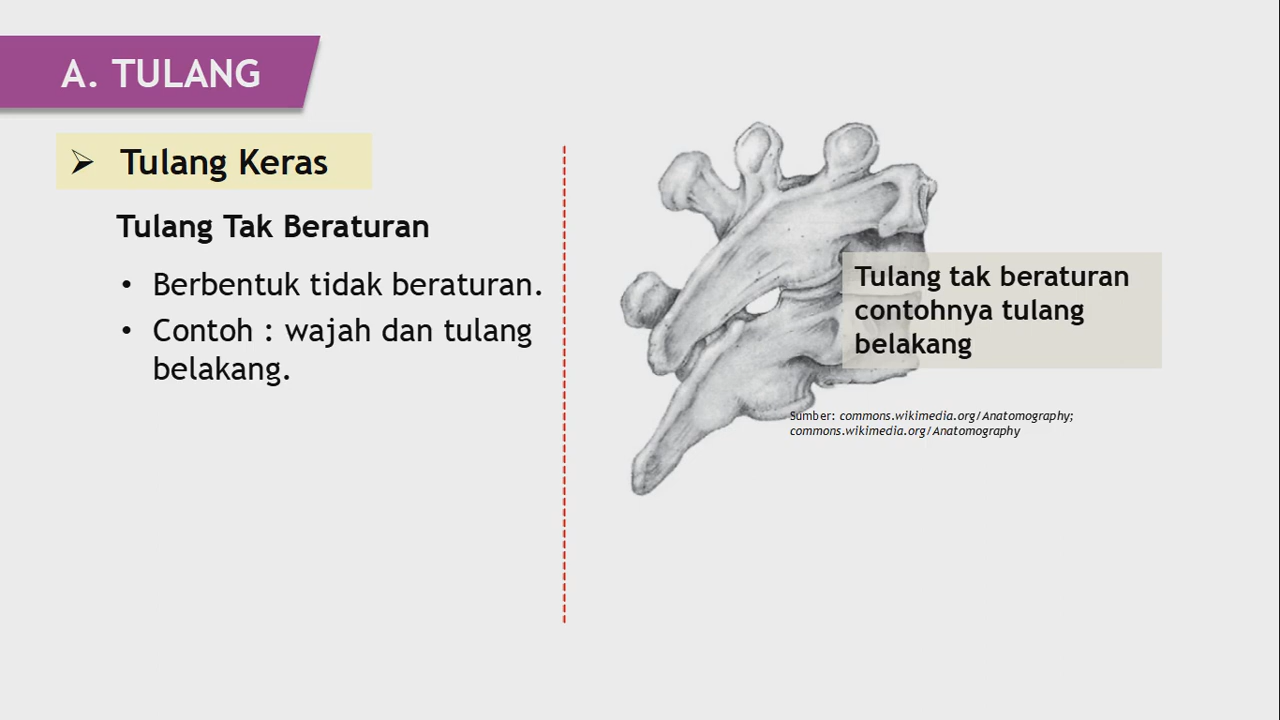 A. TULANG
➢ Tulang Keras
Tulang Tak Beraturan
• Berbentuk tidak beraturan.
• Contoh : wajah dan tulang
belakang.
Tulang tak beraturan
contohnya tulang
belakang
Sumber: commons.wikimedia.org/Anatomography;
commons.wikimedia.org/Anatomography